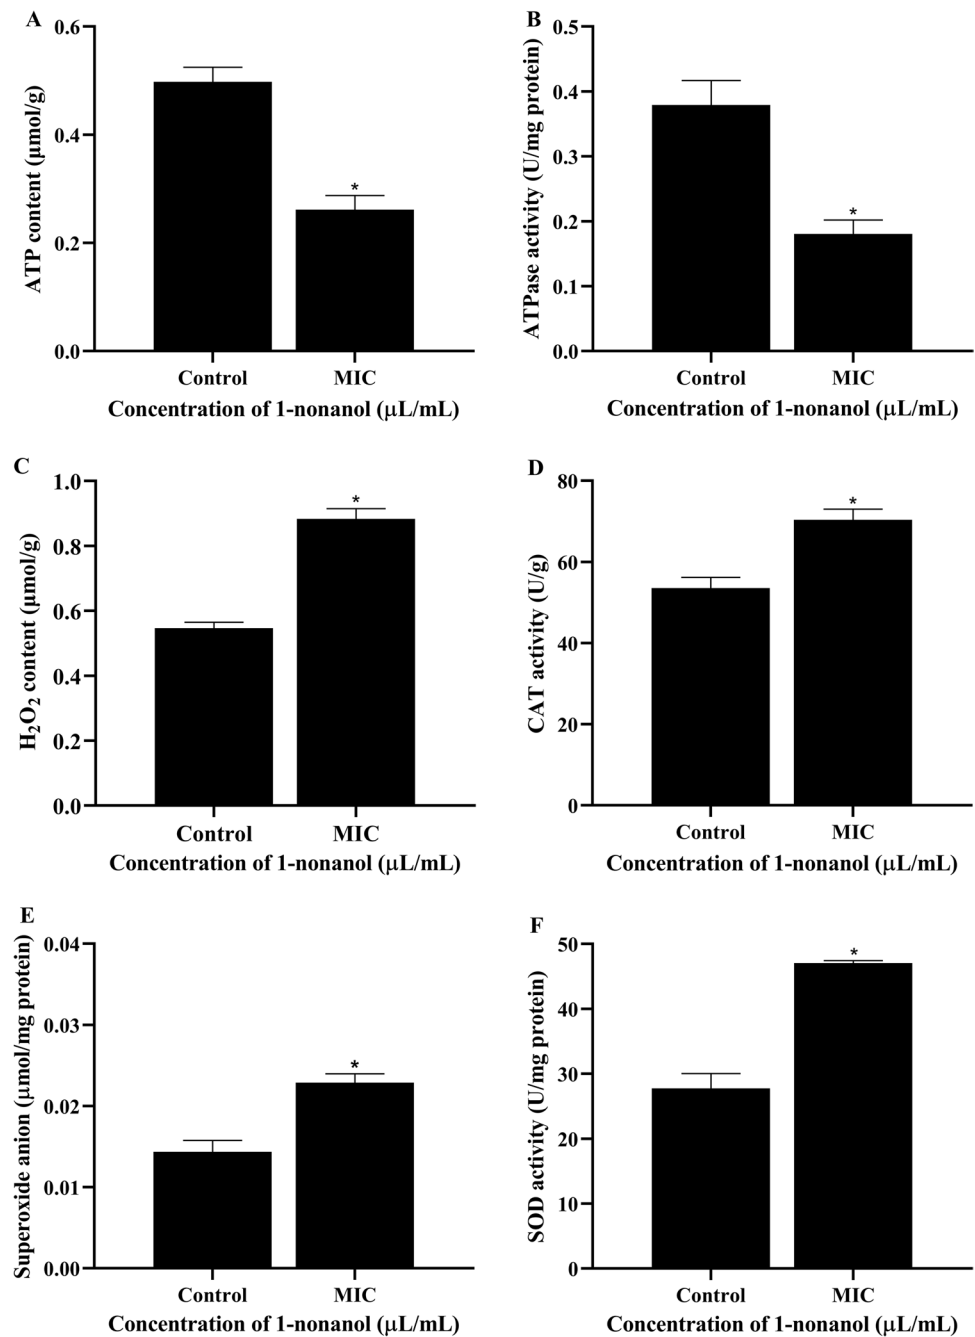 A
ATP content (μmol/g)
0.6
0.4
0.2
0.0
*
Control MIC
Concentration of 1-nonanol (μL/mL)
B
ATPase activity (U/mg protein)
0.5
0.4
0.3
0.2
0.1
0.0
*
Control MIC
Concentration of 1-nonanol (μL/mL)
C
H₂O₂ content (μmol/g)
1.0
0.8
0.6
0.4
0.2
0.0
*
Control MIC
Concentration of 1-nonanol (μL/mL)
D
CAT activity (U/g)
80
60
40
20
0
*
Control MIC
Concentration of 1-nonanol (μL/mL)
E
Superoxide anion (μmol/mg protein)
0.04
0.03
0.02
0.01
0.00
*
Control MIC
Concentration of 1-nonanol (μL/mL)
F
SOD activity (U/mg protein)
50
40
30
20
10
0
*
Control MIC
Concentration of 1-nonanol (μL/mL)